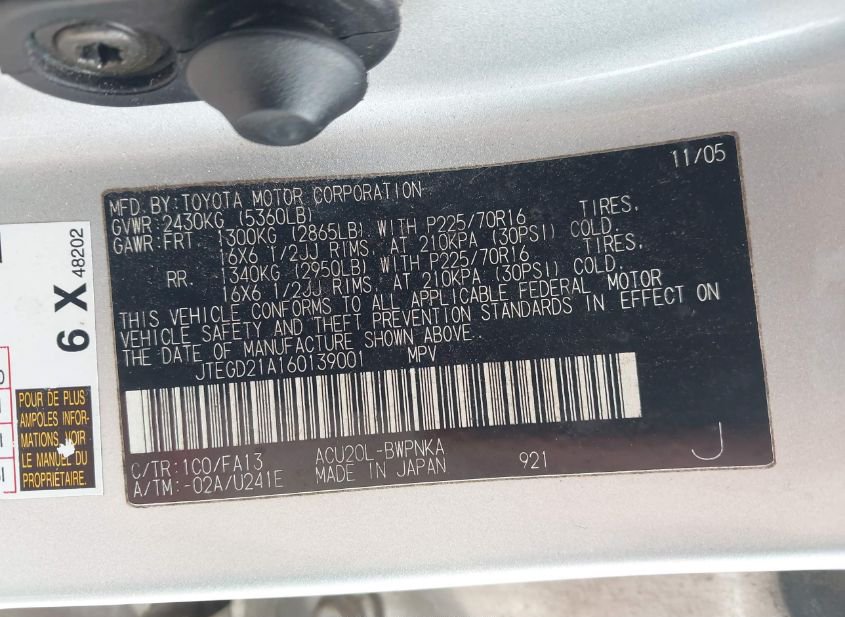 11/05
MFD.BY:TOYOTA MOTOR CORPORATION
GVWR:2430KG (5360LB)
GAWR:FRT. 1300KG (2865LB) WITH P225/70R16 TIRES,
16X6 1/2JJ RIMS, AT 210KPA (30PSI) COLD.
RR. 1340KG (2950LB) WITH P225/70R16 TIRES,
16X6 1/2JJ RIMS, AT 210KPA (30PSI) COLD.
THIS VEHICLE CONFORMS TO ALL APPLICABLE FEDERAL MOTOR
VEHICLE SAFETY AND THEFT PREVENTION STANDARDS IN EFFECT ON
THE DATE OF MANUFACTURE SHOWN ABOVE.
JTEGD21A160139001 MPV
C/TR:1C0/FA13 ACU20L-BWPNKA
A/TM:-02A/U241E MADE IN JAPAN 921 J
6 X 48202
POUR DE PLUS
AMPOLES INFOR-
MATIONS, VOIR
LE MANUEL DU
PROPRIÉTAIRE.